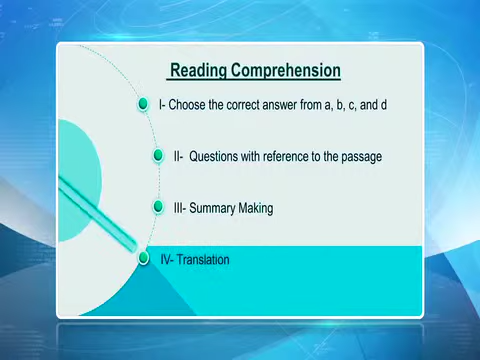 Reading Comprehension
I- Choose the correct answer from a, b, c, and d
II- Questions with reference to the passage
III- Summary Making
IV- Translation